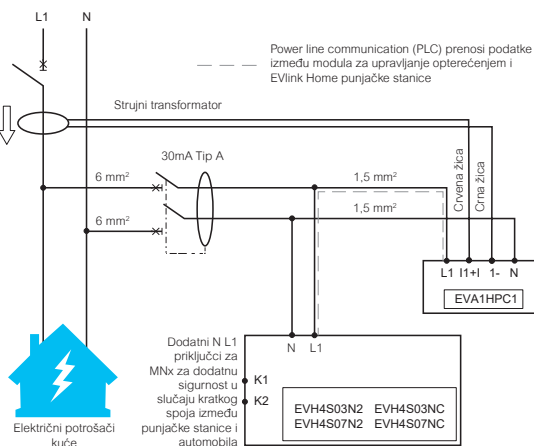 L1 N
Power line communication (PLC) prenosi podatke
između modula za upravljanje opterećenjem i
EVlink Home punjačke stanice
Strujni transformator
30mA Tip A
6 mm²
1,5 mm²
Crvena žica
Crna žica
6 mm²
1,5 mm²
L1 I1+I 1- N
EVA1HPC1
Dodatni N L1
priključci za
MNx za dodatnu
sigurnost u
slučaju kratkog
spoja između
punjačke stanice i
automobila
N L1
K1
K2
EVH4S03N2 EVH4S03NC
EVH4S07N2 EVH4S07NC
Električni potrošači
kuće